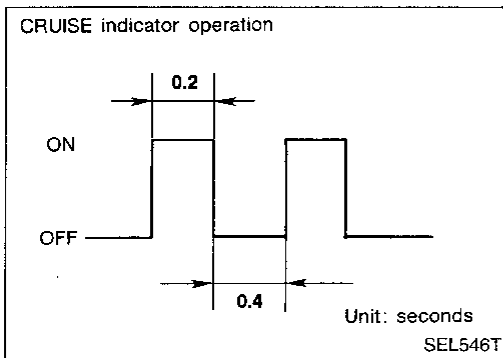 CRUISE indicator operation
0.2
ON
OFF
0.4
Unit: seconds
SEL546T